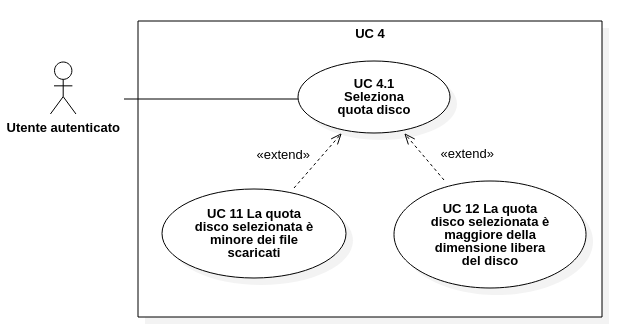 UC 4
UC 4.1
Seleziona
quota disco
Utente autenticato
«extend»
«extend»
UC 11 La quota
disco selezionata è
minore dei file
scaricati
UC 12 La quota
disco selezionata è
maggiore della
dimensione libera
del disco